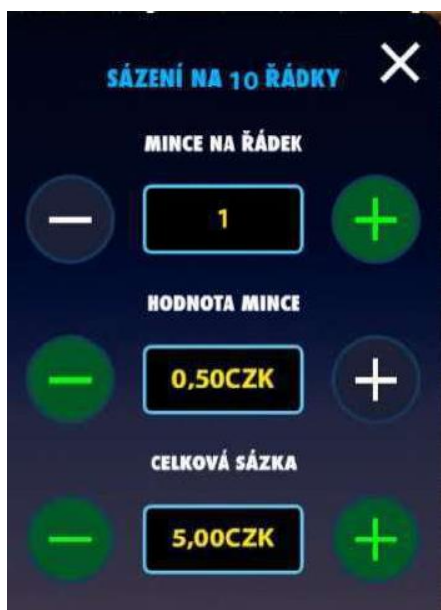 SÁZENÍ NA 10 ŘÁDKY
MINCE NA ŘÁDEK
1
HODNOTA MINCE
0,50CZK
CELKOVÁ SÁZKA
5,00CZK